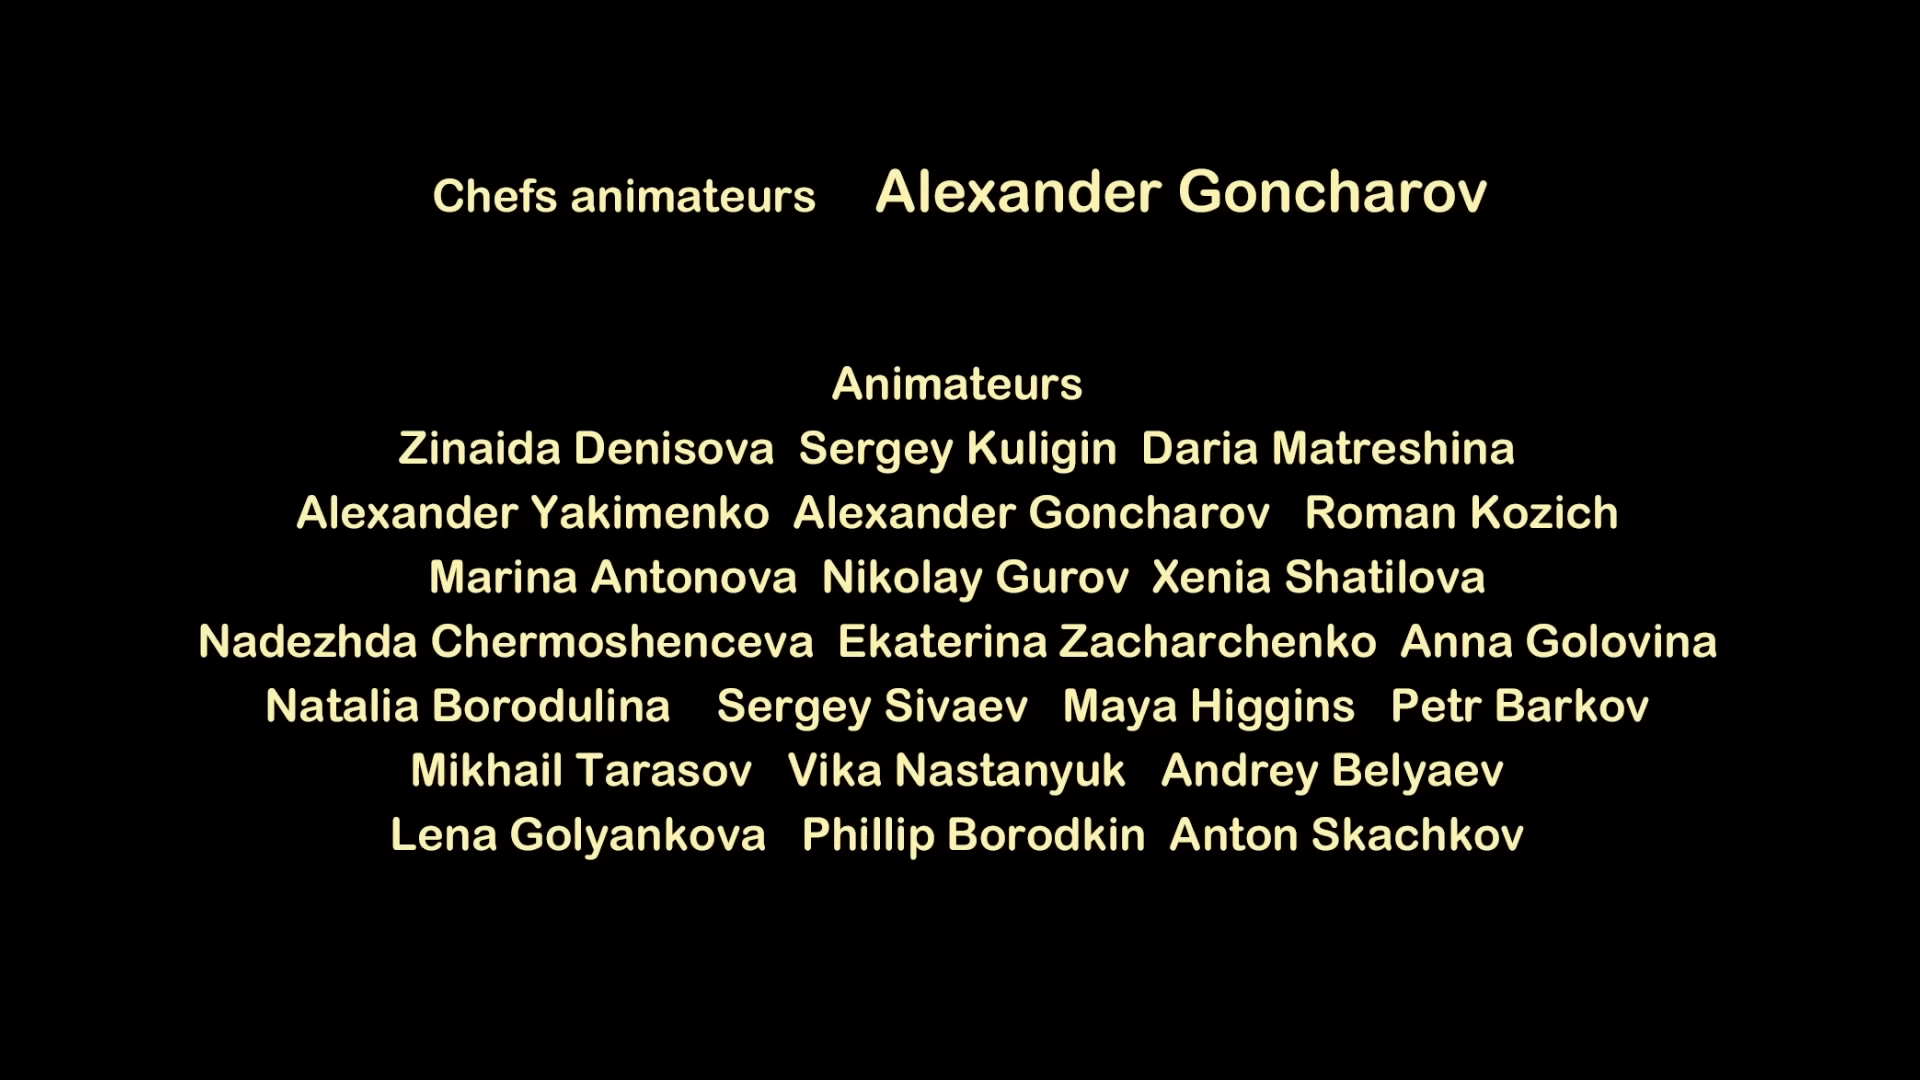 Chefs animateurs Alexander Goncharov
Animateurs
Zinaida Denisova Sergey Kuligin Daria Matreshina
Alexander Yakimenko Alexander Goncharov Roman Kozich
Marina Antonova Nikolay Gurov Xenia Shatilova
Nadezhda Chermoshenceva Ekaterina Zacharchenko Anna Golovina
Natalia Borodulina Sergey Sivaev Maya Higgins Petr Barkov
Mikhail Tarasov Vika Nastanyuk Andrey Belyaev
Lena Golyankova Phillip Borodkin Anton Skachkov